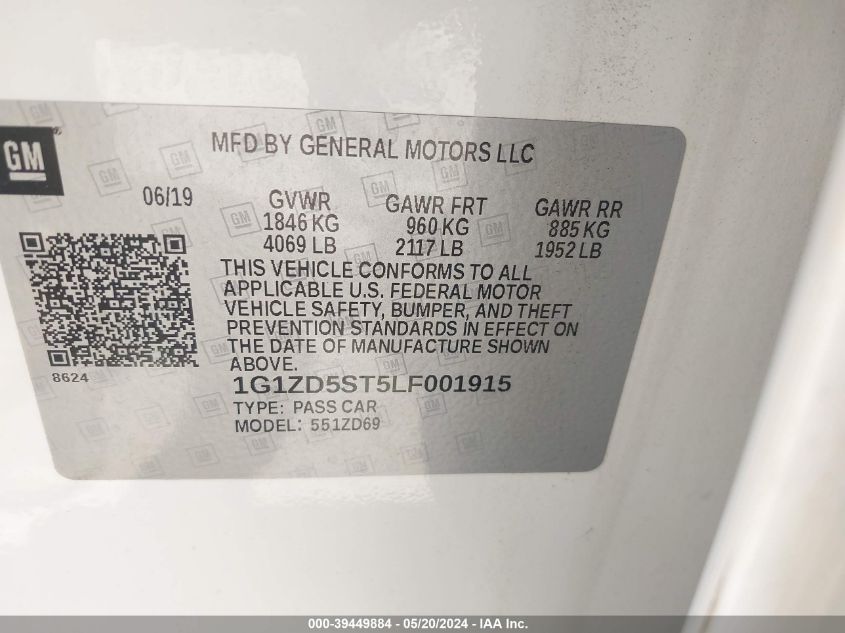 GM
MFD BY GENERAL MOTORS LLC
06/19
GVWR GAWR FRT GAWR RR
1846 KG 960 KG 885 KG
4069 LB 2117 LB 1952 LB
THIS VEHICLE CONFORMS TO ALL
APPLICABLE U.S. FEDERAL MOTOR
VEHICLE SAFETY, BUMPER, AND THEFT
PREVENTION STANDARDS IN EFFECT ON
THE DATE OF MANUFACTURE SHOWN
ABOVE.
8624
1G1ZD5ST5LF001915
TYPE: PASS CAR
MODEL: 551ZD69
000-39449884 - 05/20/2024 - IAA Inc.